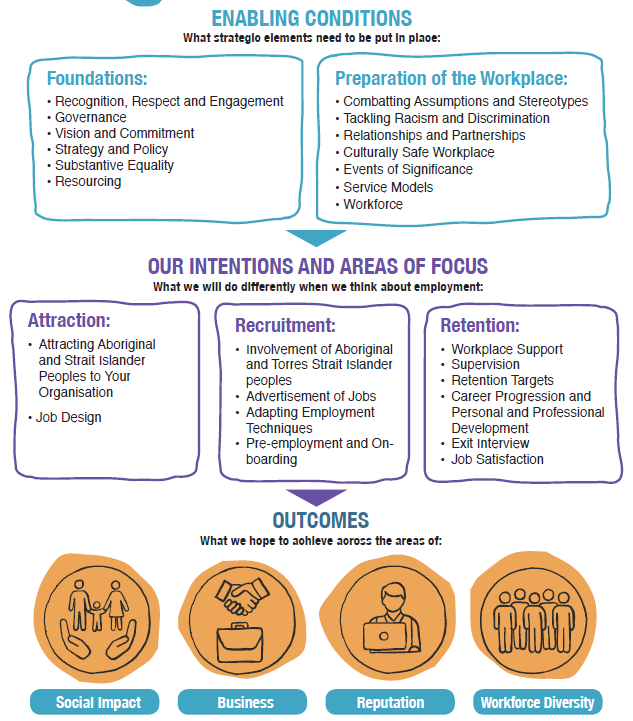 ENABLING CONDITIONS
What strategic elements need to be put in place:
Foundations:
• Recognition, Respect and Engagement
• Governance
• Vision and Commitment
• Strategy and Policy
• Substantive Equality
• Resourcing
Preparation of the Workplace:
• Combatting Assumptions and Stereotypes
• Tackling Racism and Discrimination
• Relationships and Partnerships
• Culturally Safe Workplace
• Events of Significance
• Service Models
• Workforce
OUR INTENTIONS AND AREAS OF FOCUS
What we will do differently when we think about employment:
Attraction:
• Attracting Aboriginal
and Strait Islander
Peoples to Your
Organisation
• Job Design
Recruitment:
• Involvement of Aboriginal
and Torres Strait Islander
peoples
• Advertisement of Jobs
• Adapting Employment
Techniques
• Pre-employment and On-
boarding
Retention:
• Workplace Support
• Supervision
• Retention Targets
• Career Progression and
Personal and Professional
Development
• Exit Interview
• Job Satisfaction
OUTCOMES
What we hope to achieve aorross the areas of:
Social Impact
Business
Reputation
Workforce Diversity